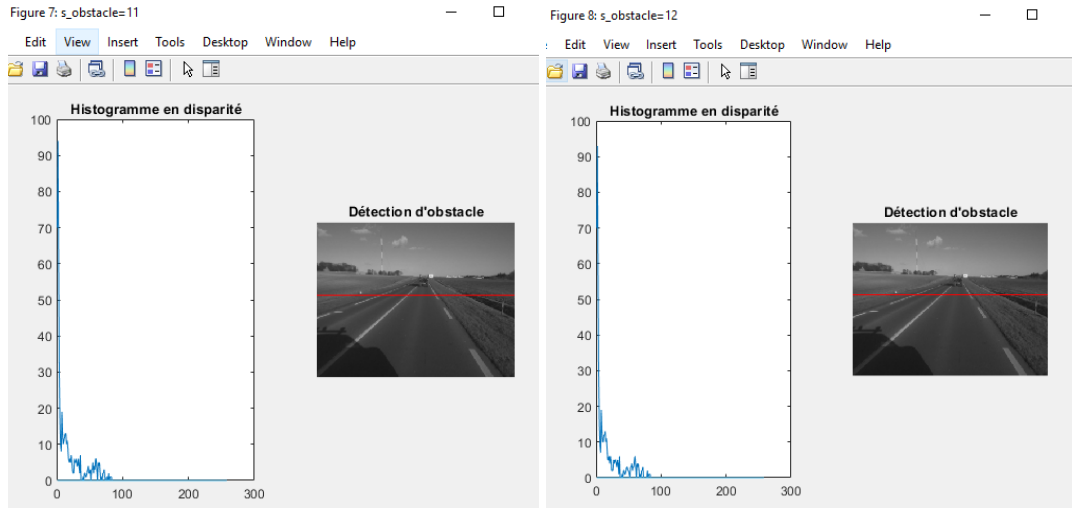 Figure 7: s_obstacle=11
Edit View Insert Tools Desktop Window Help
Histogramme en disparité
100
90
80
70
60
50
40
30
20
10
0
0 100 200 300
Détection d'obstacle
Figure 8: s_obstacle=12
Edit View Insert Tools Desktop Window Help
Histogramme en disparité
100
90
80
70
60
50
40
30
20
10
0
0 100 200 300
Détection d'obstacle